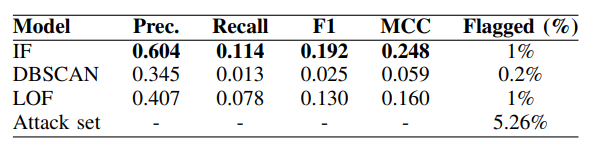 Model Prec. Recall F1 MCC Flagged (%)
IF 0.604 0.114 0.192 0.248 1%
DBSCAN 0.345 0.013 0.025 0.059 0.2%
LOF 0.407 0.078 0.130 0.160 1%
Attack set - - - - 5.26%